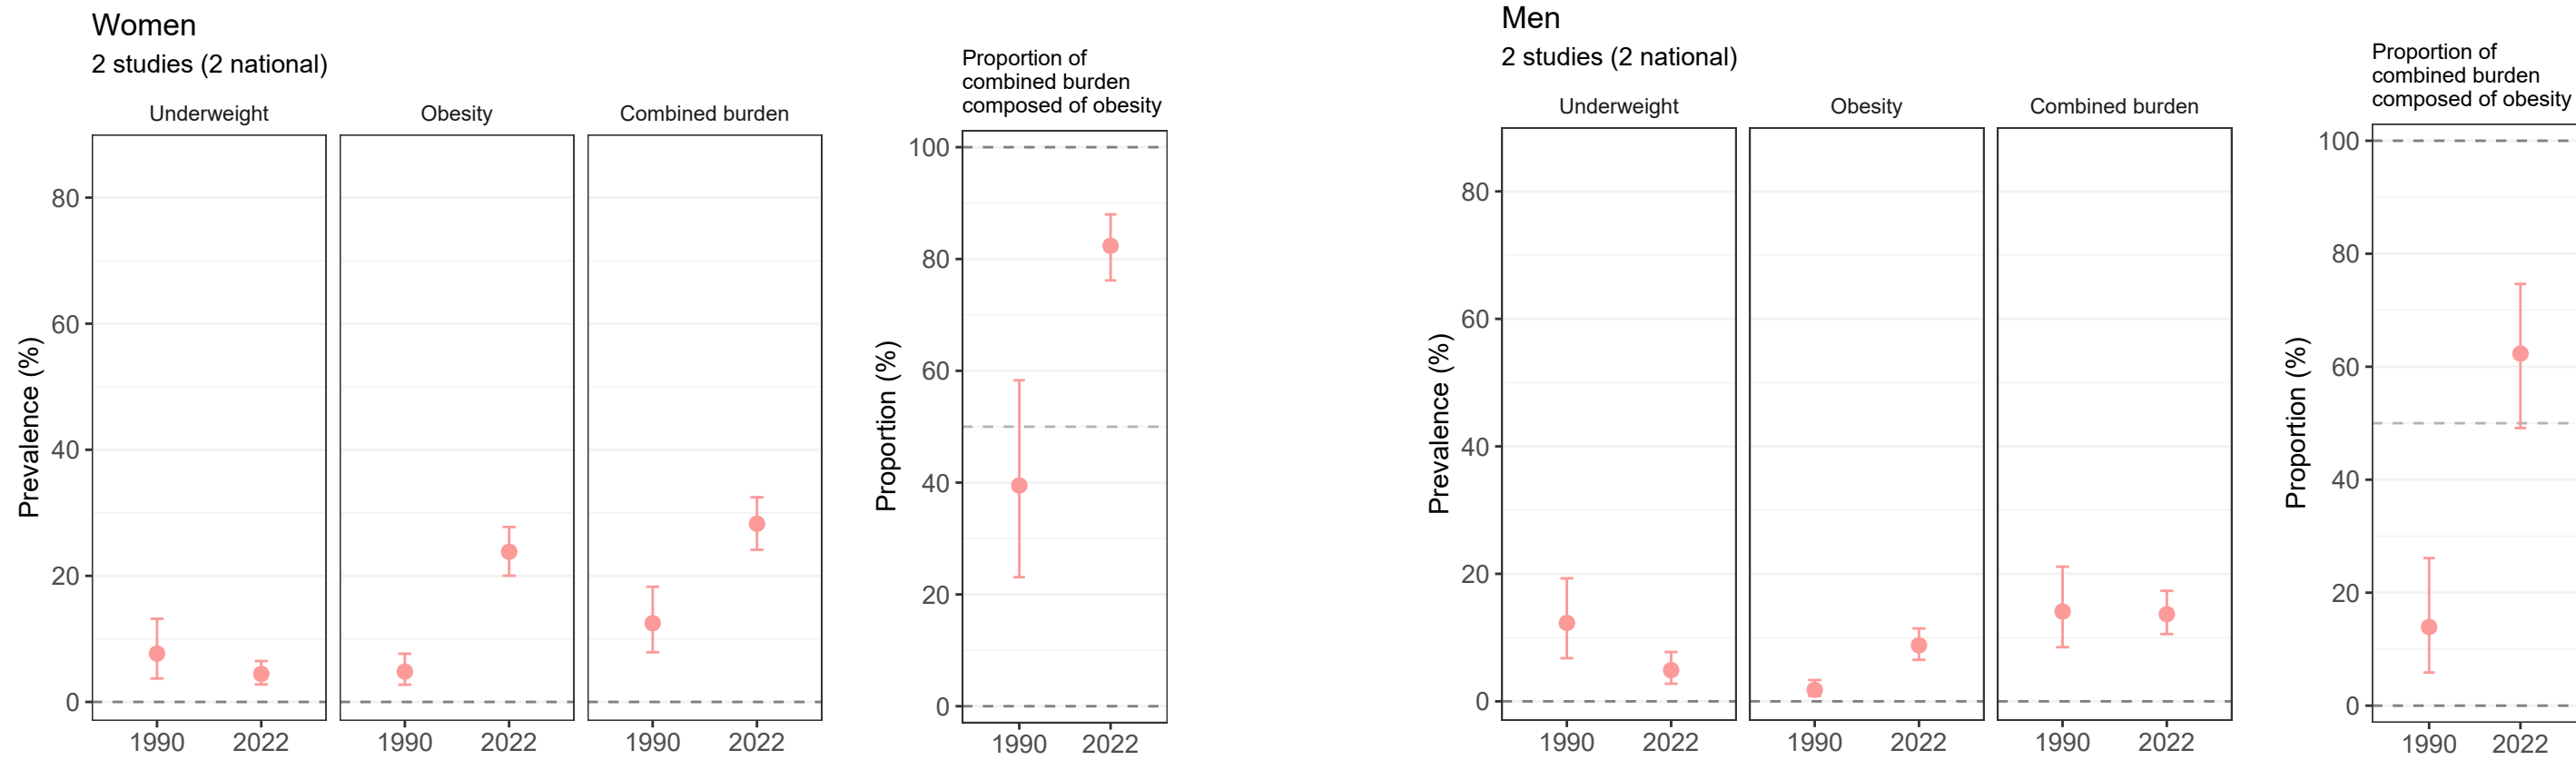 Women
2 studies (2 national)
Underweight
Obesity
Combined burden
Prevalence (%)
80
60
40
20
0
1990 2022
1990 2022
1990 2022
Proportion of
combined burden
composed of obesity
Proportion (%)
100
80
60
40
20
0
1990 2022
Men
2 studies (2 national)
Underweight
Obesity
Combined burden
Prevalence (%)
80
60
40
20
0
1990 2022
1990 2022
1990 2022
Proportion of
combined burden
composed of obesity
Proportion (%)
100
80
60
40
20
0
1990 2022